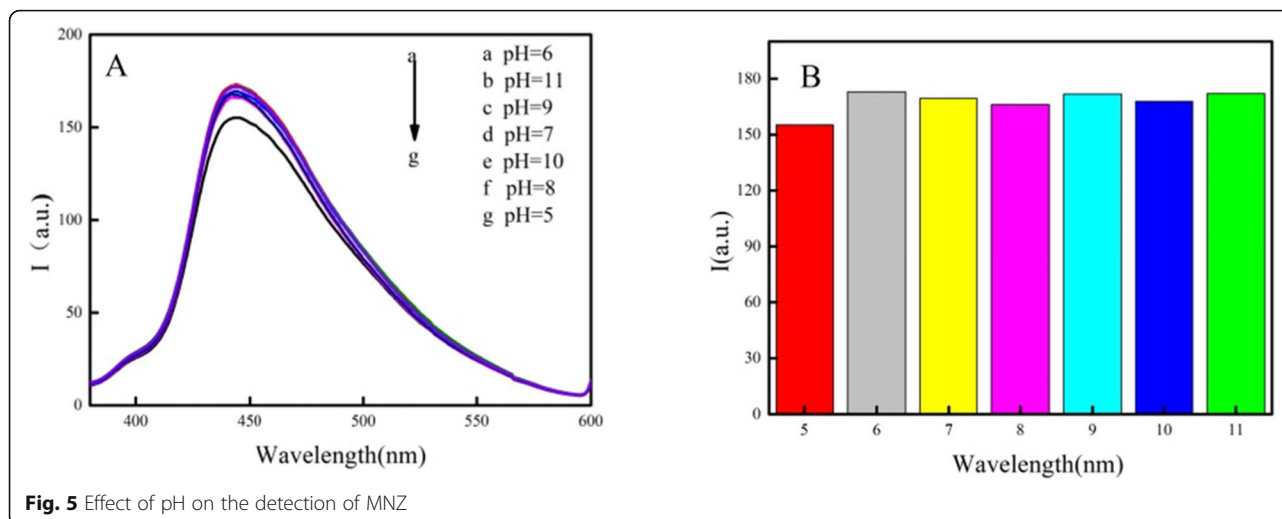 A
200
150
100
50
0
I (a.u.)
400 450 500 550 600
Wavelength(nm)
a
g
a pH=6
b pH=11
c pH=9
d pH=7
e pH=10
f pH=8
g pH=5
B
180
150
120
90
60
30
0
I(a.u.)
5 6 7 8 9 10 11
Wavelength(nm)
Fig. 5 Effect of pH on the detection of MNZ